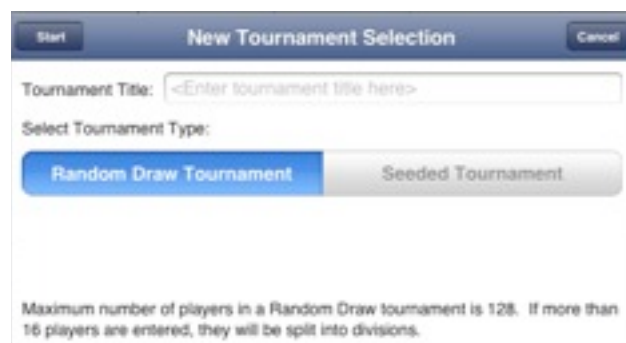 Start New Tournament Selection Cancel
Tournament Title: <Enter tournament title here>
Select Tournament Type:
Random Draw Tournament Seeded Tournament
Maximum number of players in a Random Draw tournament is 128. If more than
16 players are entered, they will be split into divisions.